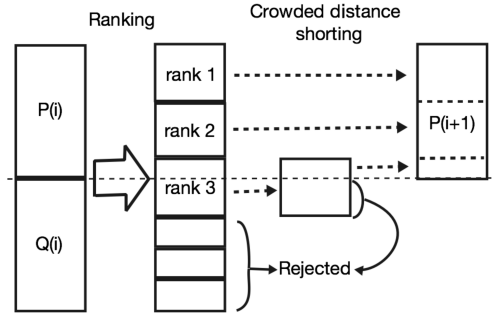 Ranking
Crowded distance
shorting
P(i)
Q(i)
rank 1
rank 2
rank 3
P(i+1)
Rejected